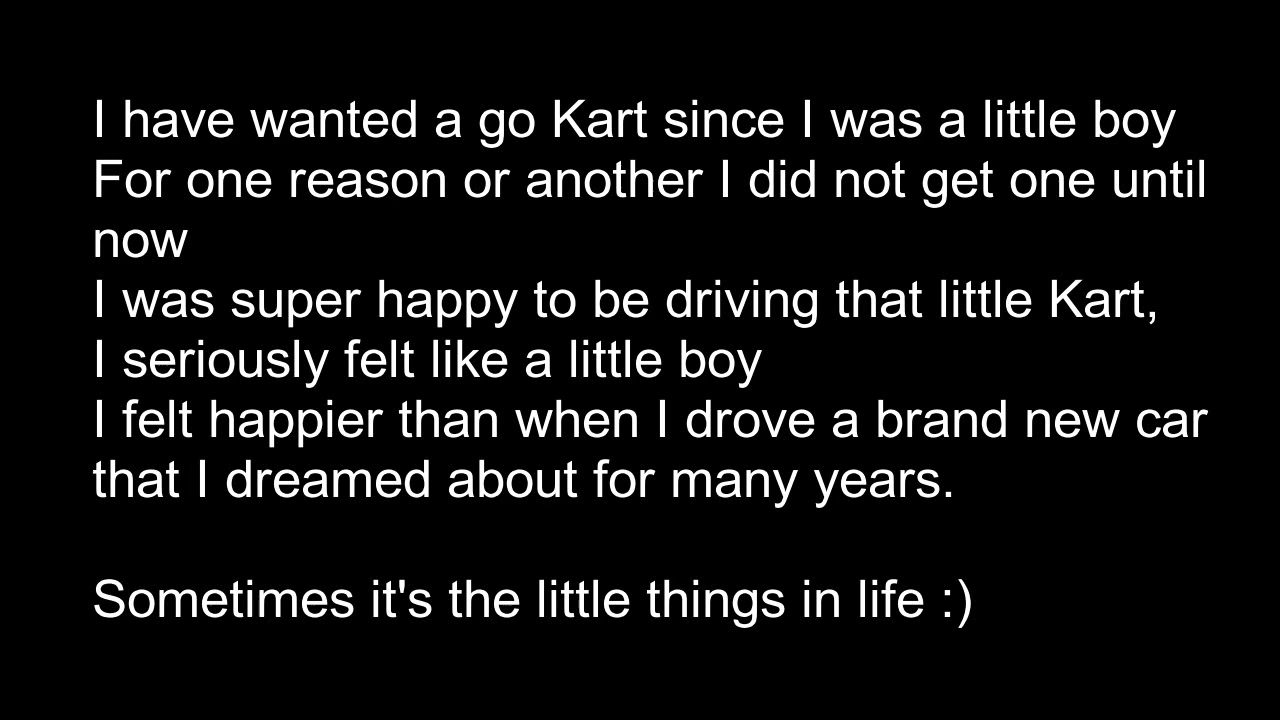 I have wanted a go Kart since I was a little boy
For one reason or another I did not get one until
now
I was super happy to be driving that little Kart,
I seriously felt like a little boy
I felt happier than when I drove a brand new car
that I dreamed about for many years.
Sometimes it's the little things in life :)